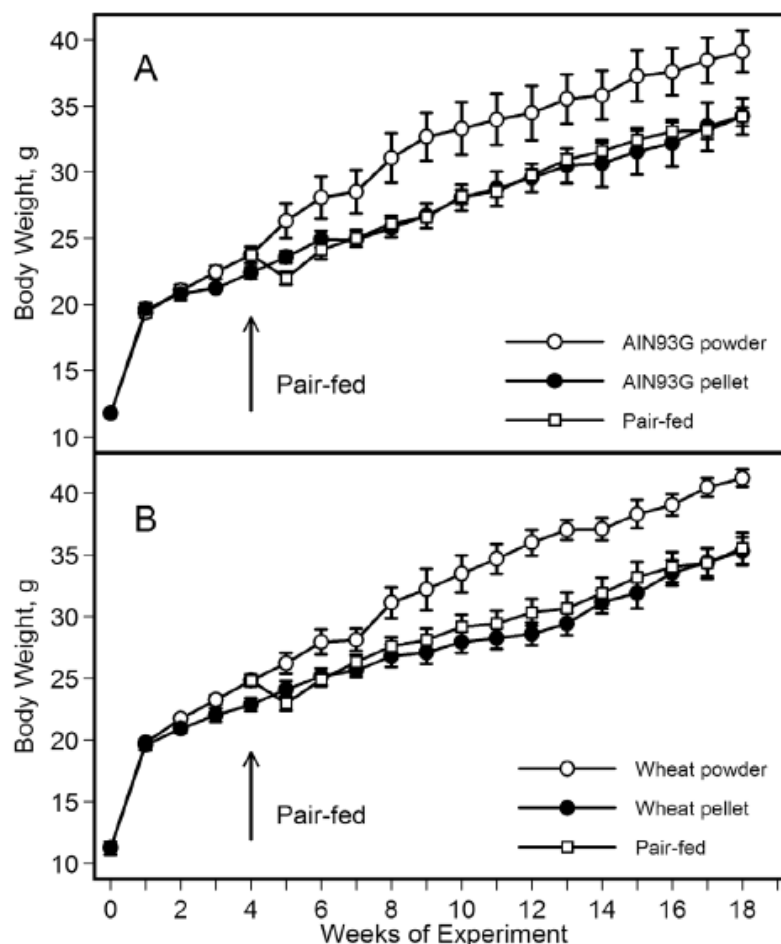 A
40
35
30
25
20
15
10
Body Weight, g
Pair-fed
AIN93G powder
AIN93G pellet
Pair-fed
B
40
35
30
25
20
15
10
Body Weight, g
Pair-fed
Wheat powder
Wheat pellet
Pair-fed
0 2 4 6 8 10 12 14 16 18
Weeks of Experiment